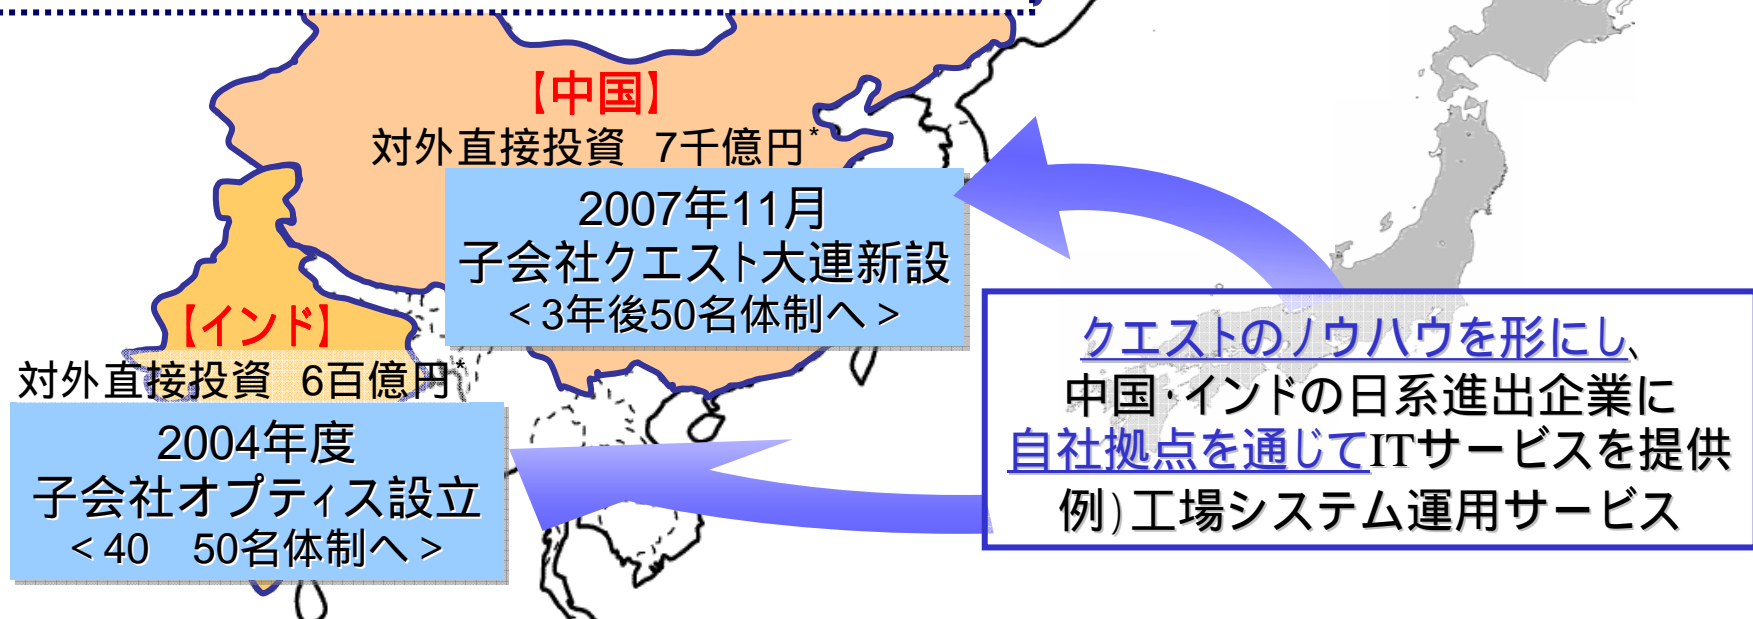 【中国】
対外直接投資　7千億円*
2007年11月
子会社クエスト大連新設
＜3年後50名体制へ＞
【インド】
対外直接投資　6百億円*
2004年度
子会社オプティス設立
＜40　50名体制へ＞
クエストのノウハウを形にし、
中国・インドの日系進出企業に
自社拠点を通じてITサービスを提供
例）工場システム運用サービス